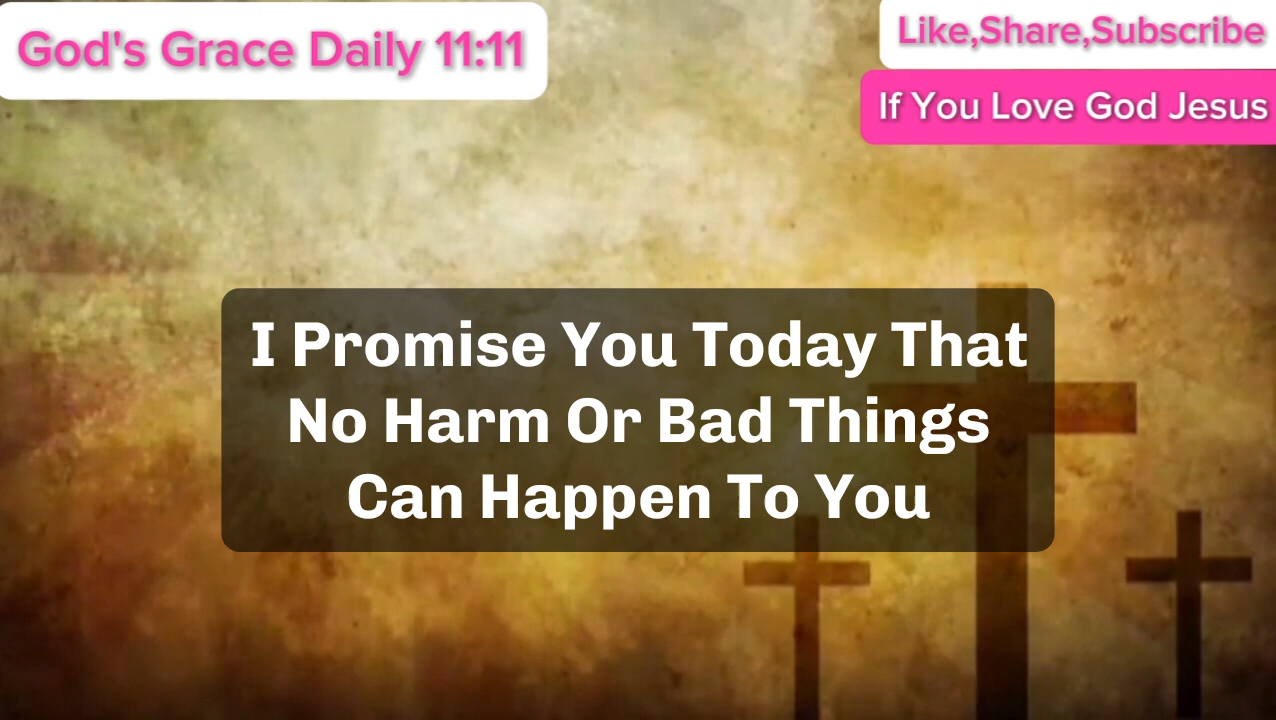 God's Grace Daily 11:11
Like,Share,Subscribe
If You Love God Jesus
I Promise You Today That
No Harm Or Bad Things
Can Happen To You